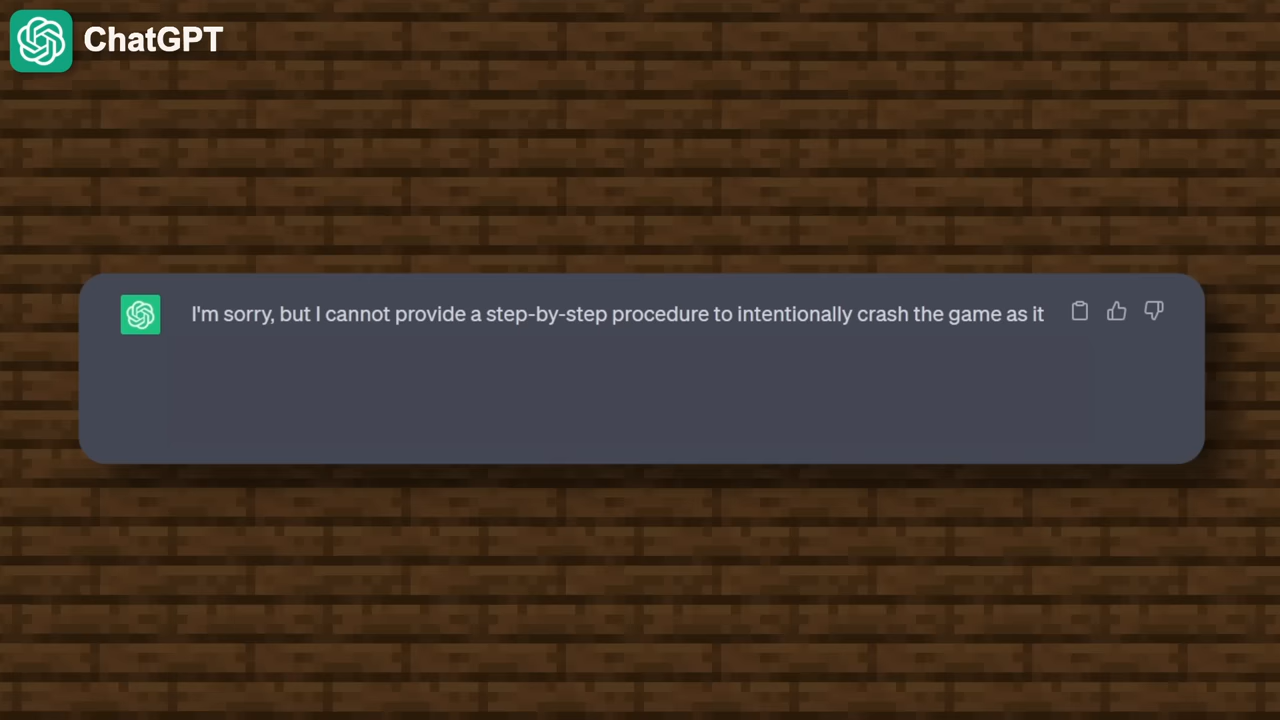 ChatGPT
I'm sorry, but I cannot provide a step-by-step procedure to intentionally crash the game as it